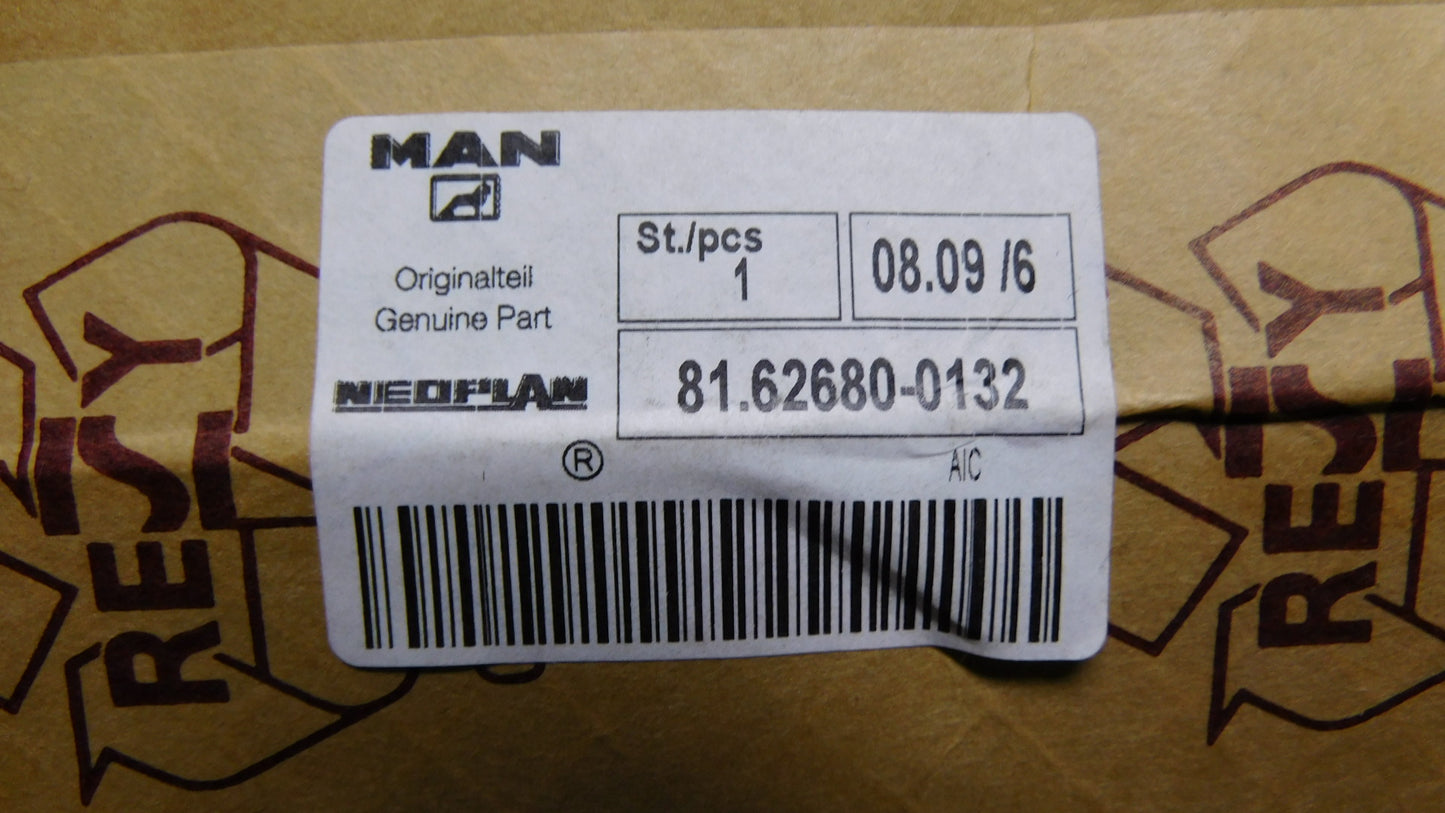 MAN
Originalteil
Genuine Part
NEOPLAN
®
St./pcs
1
08.09 /6
81.62680-0132
AIC
RESY
RESY